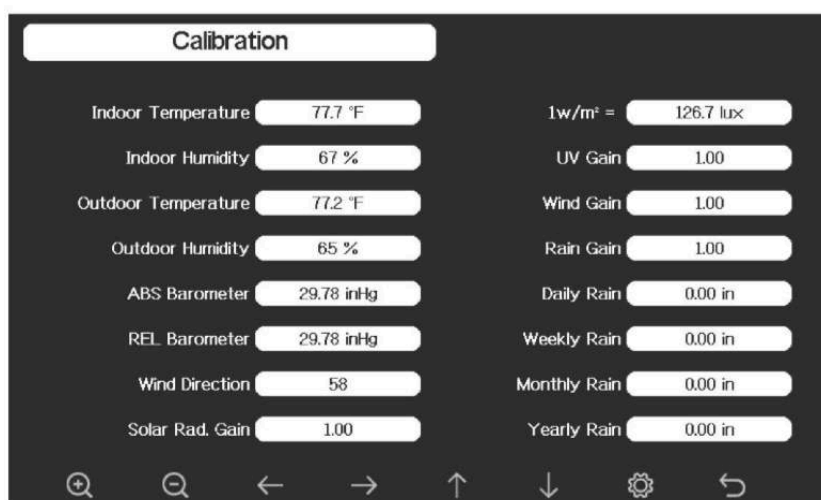 Calibration
Indoor Temperature 77.7 °F
Indoor Humidity 67 %
Outdoor Temperature 77.2 °F
Outdoor Humidity 65 %
ABS Barometer 29.78 inHg
REL Barometer 29.78 inHg
Wind Direction 58
Solar Rad. Gain 1.00
1w/m² = 126.7 lux
UV Gain 1.00
Wind Gain 1.00
Rain Gain 1.00
Daily Rain 0.00 in
Weekly Rain 0.00 in
Monthly Rain 0.00 in
Yearly Rain 0.00 in